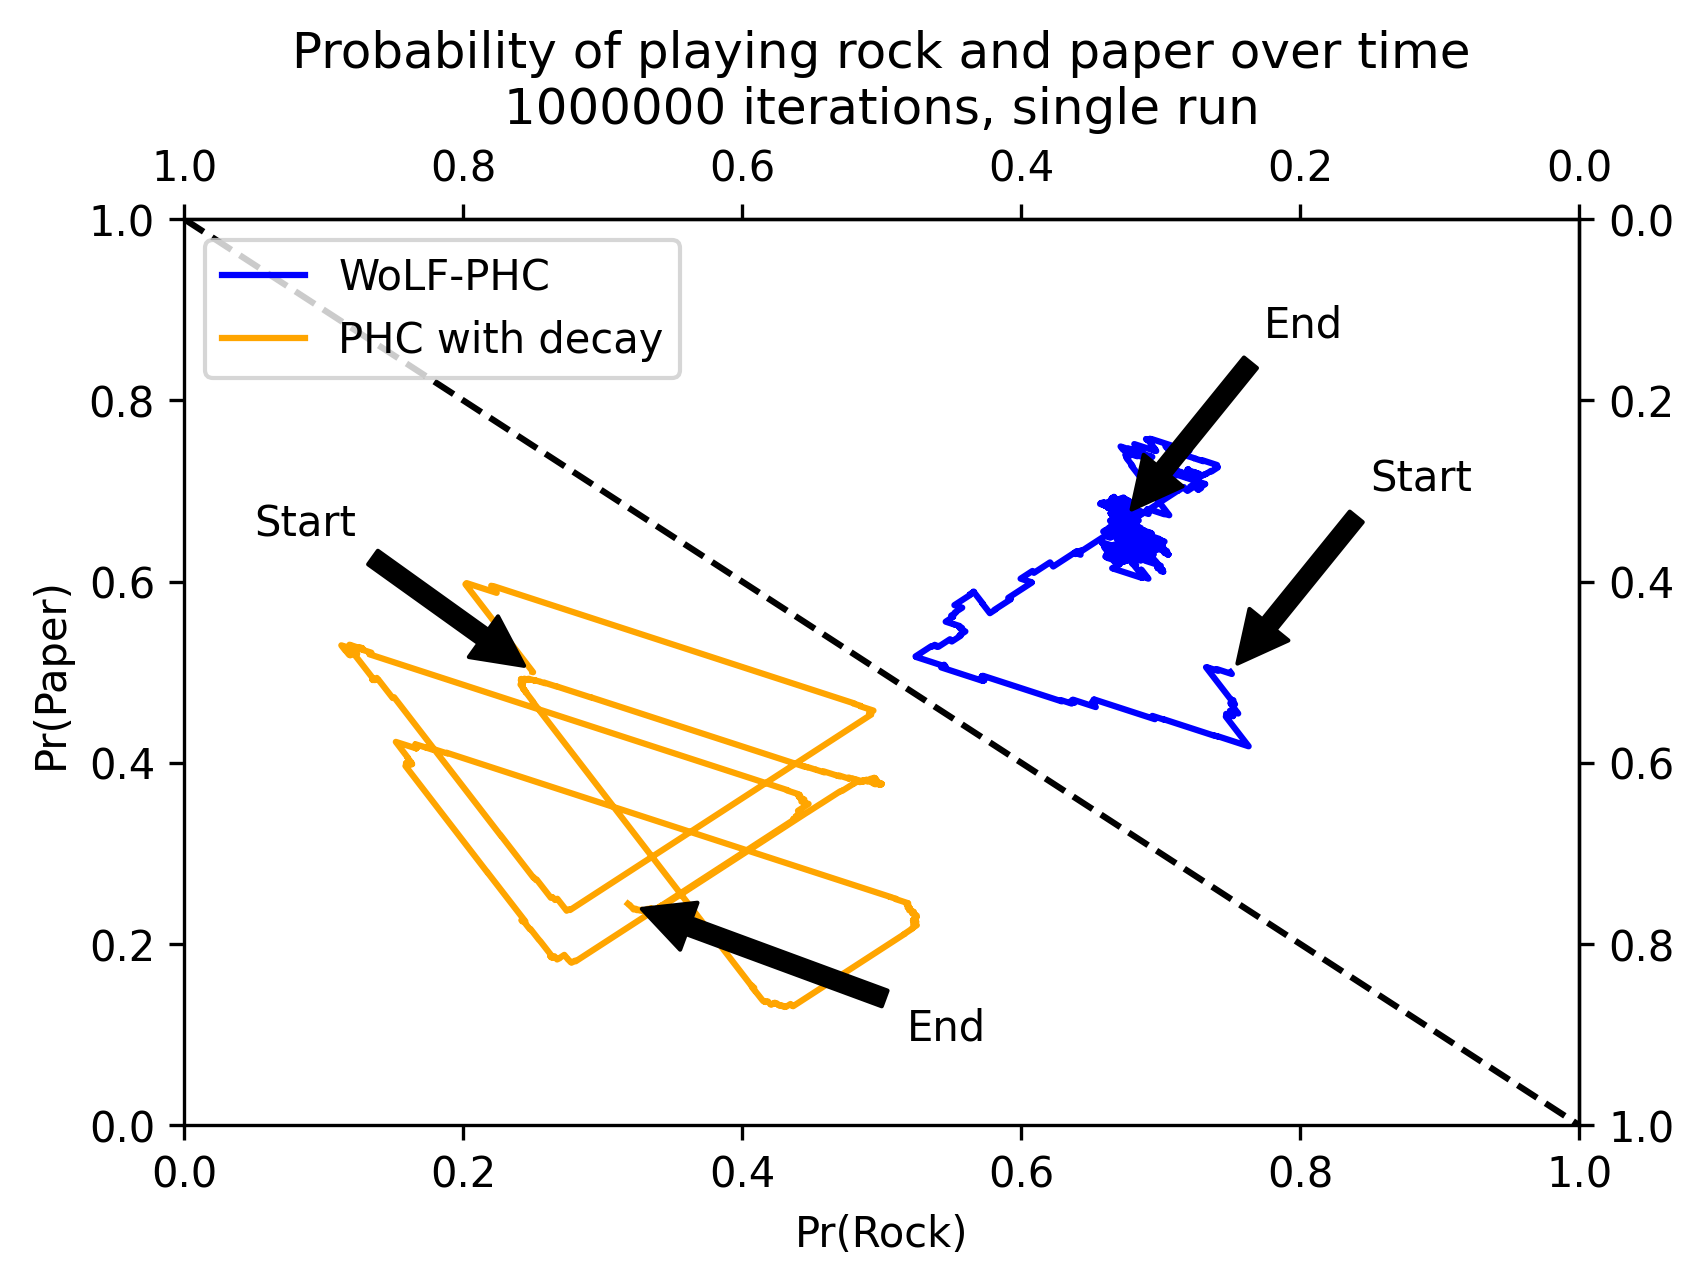 Probability of playing rock and paper over time
1000000 iterations, single run
1.0 0.8 0.6 0.4 0.2 0.0
1.0 0.0
WoLF-PHC
PHC with decay
End
0.8 0.2
Start
Start
0.6 0.4
Pr(Paper)
0.4 0.6
0.2 0.8
End
0.0 1.0
0.0 0.2 0.4 0.6 0.8 1.0
Pr(Rock)